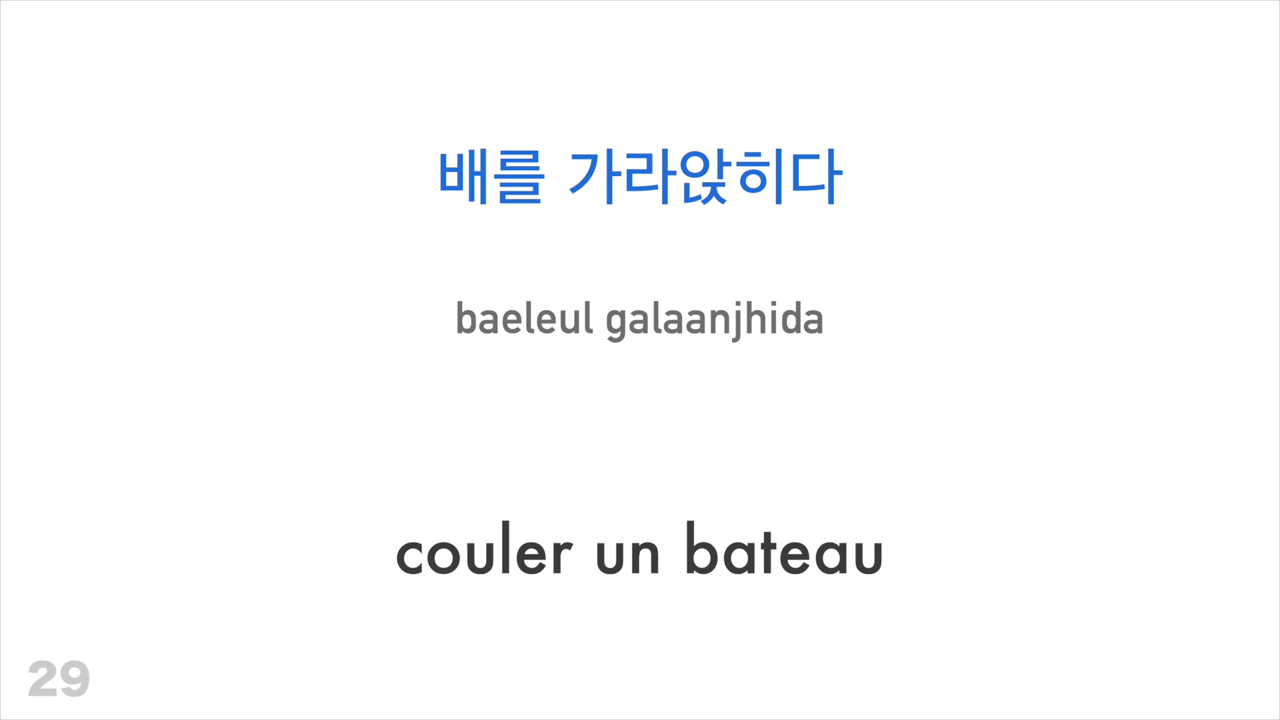 배를 가라앉히다
baeleul galaanjhida
couler un bateau
29